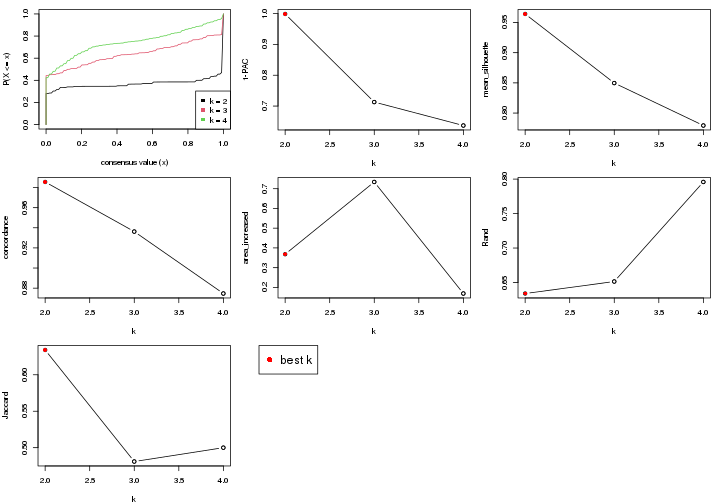 P(X <= x)
1.0
0.8
0.6
0.4
0.2
0.0
k = 2
k = 3
k = 4
0.0 0.2 0.4 0.6 0.8 1.0
consensus value (x)
1-PAC
1.0
0.9
0.8
0.7
2.0 2.5 3.0 3.5 4.0
k
mean_silhouette
0.95
0.90
0.85
0.80
2.0 2.5 3.0 3.5 4.0
k
concordance
0.96
0.92
0.88
2.0 2.5 3.0 3.5 4.0
k
area_increased
0.7
0.6
0.5
0.4
0.3
0.2
2.0 2.5 3.0 3.5 4.0
k
Rand
0.80
0.75
0.70
0.65
2.0 2.5 3.0 3.5 4.0
k
Jaccard
0.60
0.55
0.50
2.0 2.5 3.0 3.5 4.0
k
best k